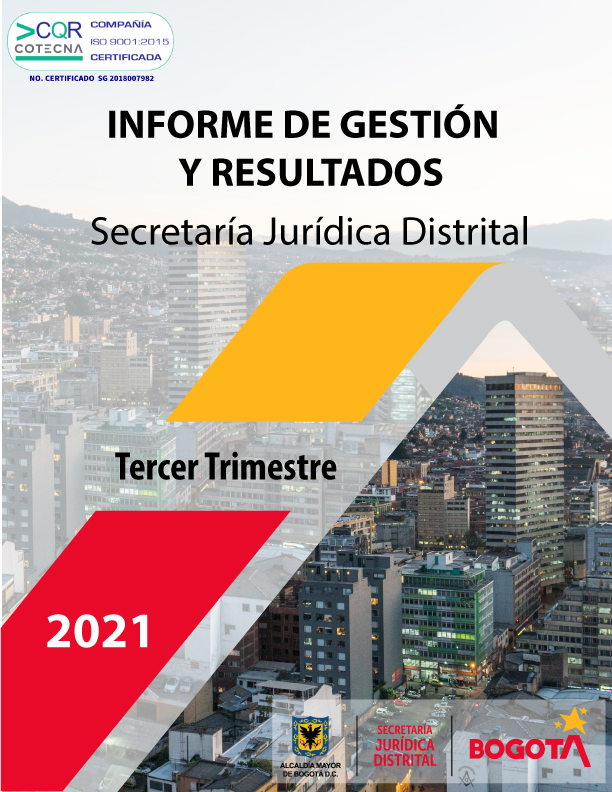 CQR
COTECNA
COMPAÑÍA
ISO 9001:2015
CERTIFICADA
NO. CERTIFICADO SG 2018007982
INFORME DE GESTIÓN
Y RESULTADOS
Secretaría Jurídica Distrital
Tercer Trimestre
2021
ALCALDÍA MAYOR
DE BOGOTÁ D.C.
SECRETARÍA
JURÍDICA
DISTRITAL
BOGOTÁ